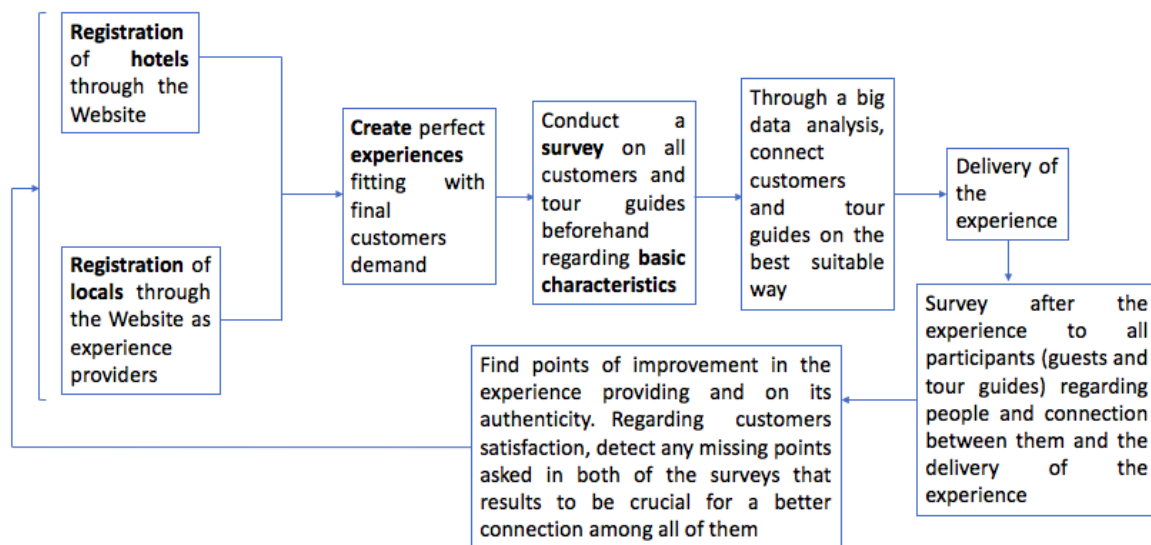 Registration
of hotels
through the
Website
Registration of
locals through
the Website as
experience
providers
Create perfect
experiences
fitting with
final
customers
demand
Conduct a
survey on all
customers and
tour guides
beforehand
regarding basic
characteristics
Through a big
data analysis,
connect
customers
and tour
guides on the
best suitable
way
Delivery of
the
experience
Survey after the
experience to all
participants (guests and
tour guides) regarding
people and connection
between them and the
delivery of the
experience
Find points of improvement in the
experience providing and on its
authenticity. Regarding customers
satisfaction, detect any missing points
asked in both of the surveys that
results to be crucial for a better
connection among all of them